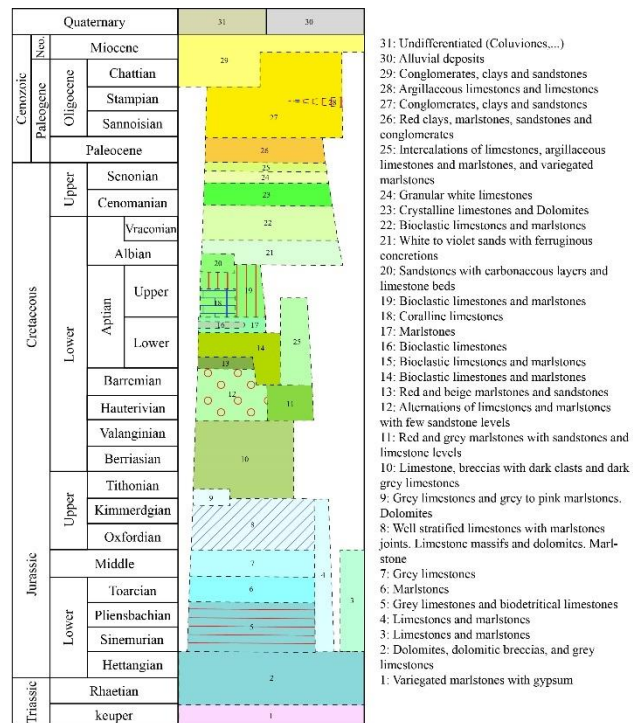 Quaternary
31
30
Cenozoic
Neo.
Miocene
29
Paleogene
Oligocene
Chattian
Stampian
28
Sannoisian
27
Paleocene
26
Cretaceous
Upper
Senonian
25
24
Cenomanian
23
Lower
Vraconian
22
Albian
21
20
Aptian
Upper
19
18
16
17
Lower
25
14
13
Barremian
12
Hauterivian
11
Valanginian
10
Berriasian
Jurassic
Upper
Tithonian
9
Kimmerdgian
8
Oxfordian
Middle
7
4
3
Lower
Toarcian
6
Pliensbachian
5
Sinemurian
Hettangian
2
Triassic
Rhaetian
keuper
1
31: Undifferentiated (Coluviones,...)
30: Alluvial deposits
29: Conglomerates, clays and sandstones
28: Argillaceous limestones and limestones
27: Conglomerates, clays and sandstones
26: Red clays, marlstones, sandstones and
conglomerates
25: Intercalations of limestones, argillaceous
limestones and marlstones, and variegated
marlstones
24: Granular white limestones
23: Crystalline limestones and Dolomites
22: Bioclastic limestones and marlstones
21: White to violet sands with ferruginous
concretions
20: Sandstones with carbonaceous layers and
limestone beds
19: Bioclastic limestones and marlstones
18: Coralline limestones
17: Marlstones
16: Bioclastic limestones
15: Bioclastic limestones and marlstones
14: Bioclastic limestones and marlstones
13: Red and beige marlstones and sandstones
12: Alternations of limestones and marlstones
with few sandstone levels
11: Red and grey marlstones with sandstones and
limestone levels
10: Limestone, breccias with dark clasts and dark
grey limestones
9: Grey limestones and grey to pink marlstones.
Dolomites
8: Well stratified limestones with marlstones
joints. Limestone massifs and dolomites. Marl-
stone
7: Grey limestones
6: Marlstones
5: Grey limestones and biodetrítical limestones
4: Limestones and marlstones
3: Limestones and marlstones
2: Dolomites, dolomitic breccias, and grey
limestones
1: Variegated marlstones with gypsum